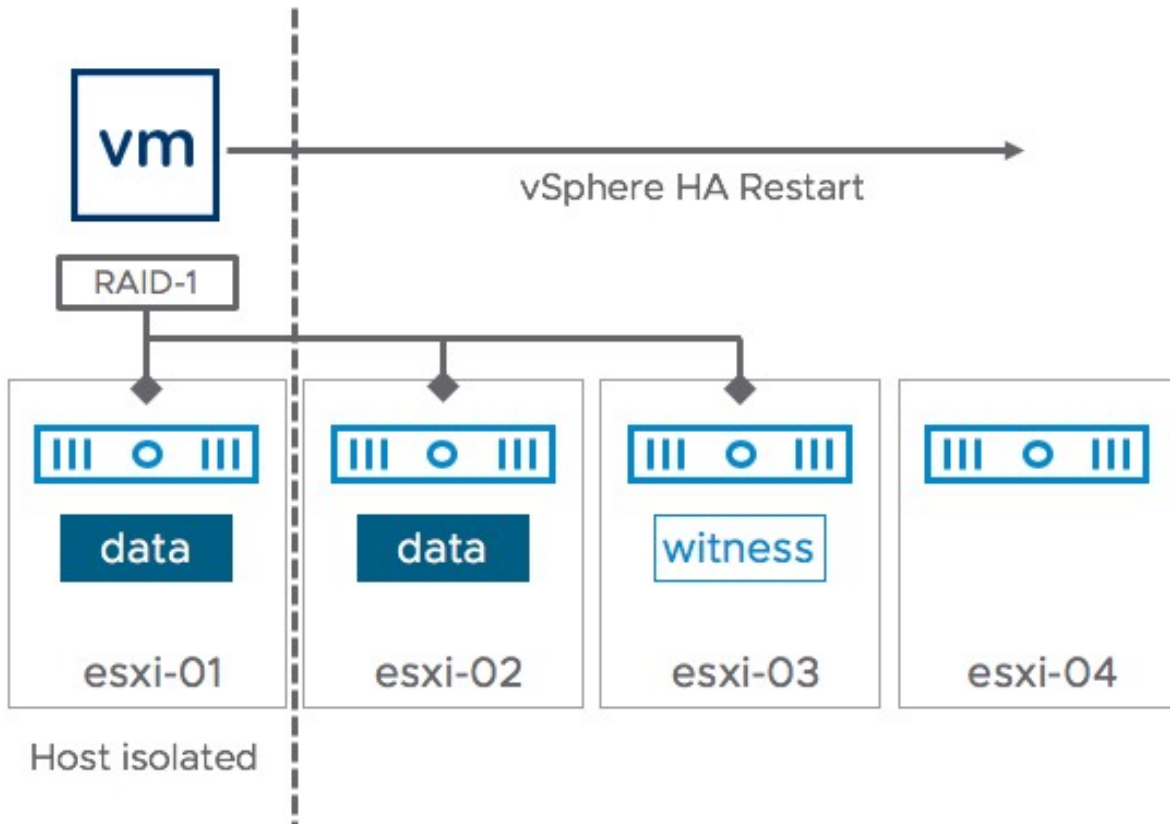 vm
vSphere HA Restart
RAID-1
data
data
witness
esxi-01
esxi-02
esxi-03
esxi-04
Host isolated